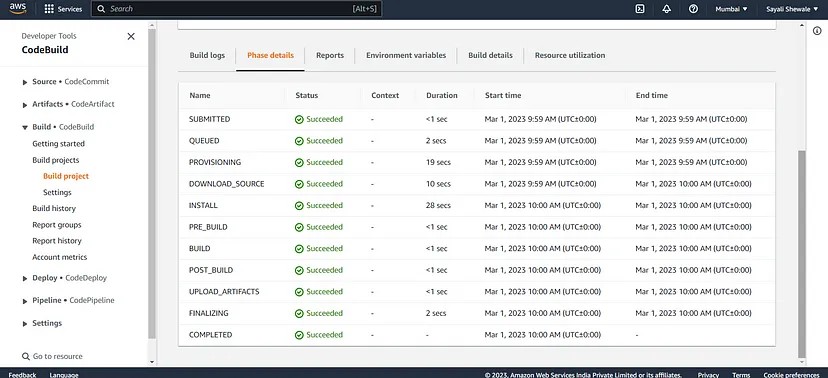 aws Services Search [Alt+S] Mumbai Sayali Shewale
Developer Tools
CodeBuild
Source • CodeCommit
Artifacts • CodeArtifact
Build • CodeBuild
Getting started
Build projects
Build project
Settings
Build history
Report groups
Report history
Account metrics
Deploy • CodeDeploy
Pipeline • CodePipeline
Settings
Go to resource
Build logs Phase details Reports Environment variables Build details Resource utilization
Name Status Context Duration Start time End time
SUBMITTED Succeeded - <1 sec Mar 1, 2023 9:59 AM (UTC±0:00) Mar 1, 2023 9:59 AM (UTC±0:00)
QUEUED Succeeded - 2 secs Mar 1, 2023 9:59 AM (UTC±0:00) Mar 1, 2023 9:59 AM (UTC±0:00)
PROVISIONING Succeeded - 19 secs Mar 1, 2023 9:59 AM (UTC±0:00) Mar 1, 2023 9:59 AM (UTC±0:00)
DOWNLOAD_SOURCE Succeeded - 10 secs Mar 1, 2023 9:59 AM (UTC±0:00) Mar 1, 2023 10:00 AM (UTC±0:00)
INSTALL Succeeded - 28 secs Mar 1, 2023 10:00 AM (UTC±0:00) Mar 1, 2023 10:00 AM (UTC±0:00)
PRE_BUILD Succeeded - <1 sec Mar 1, 2023 10:00 AM (UTC±0:00) Mar 1, 2023 10:00 AM (UTC±0:00)
BUILD Succeeded - <1 sec Mar 1, 2023 10:00 AM (UTC±0:00) Mar 1, 2023 10:00 AM (UTC±0:00)
POST_BUILD Succeeded - <1 sec Mar 1, 2023 10:00 AM (UTC±0:00) Mar 1, 2023 10:00 AM (UTC±0:00)
UPLOAD_ARTIFACTS Succeeded - <1 sec Mar 1, 2023 10:00 AM (UTC±0:00) Mar 1, 2023 10:00 AM (UTC±0:00)
FINALIZING Succeeded - 2 secs Mar 1, 2023 10:00 AM (UTC±0:00) Mar 1, 2023 10:00 AM (UTC±0:00)
COMPLETED Succeeded - - Mar 1, 2023 10:00 AM (UTC±0:00) -
Feedback Language © 2023, Amazon Web Services India Private Limited or its affiliates. Privacy Terms Cookie preferences